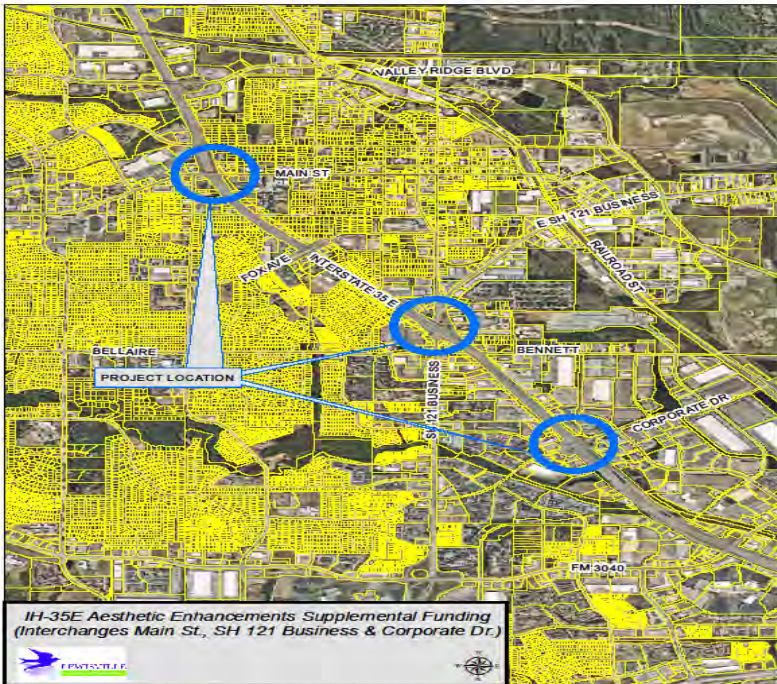 VALLEY RIDGE BLVD
MAIN ST
E SH 121 BUSINESS
RAILROAD ST
FOX AVE
INTERSTATE 35 E
BELLAIRE
BENNETT
PROJECT LOCATION
SH 121 BUSINESS
CORPORATE DR
FM 3040
IH-35E Aesthetic Enhancements Supplemental Funding
(Interchanges Main St., SH 121 Business & Corporate Dr.)
LEWISVILLE